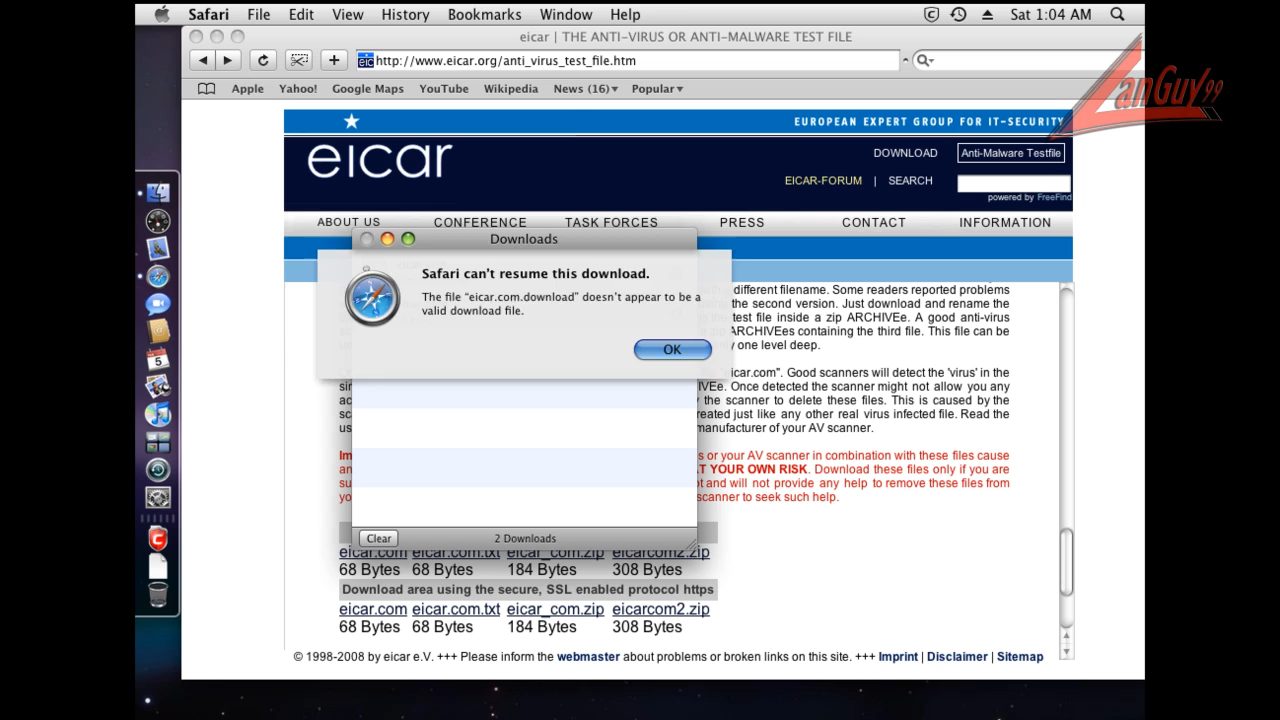 Safari File Edit View History Bookmarks Window Help Sat 1:04 AM
eicar | THE ANTI-VIRUS OR ANTI-MALWARE TEST FILE
eic http://www.eicar.org/anti_virus_test_file.htm
Apple Yahoo! Google Maps YouTube Wikipedia News (16) Popular
LanGuy99
EUROPEAN EXPERT GROUP FOR IT-SECURITY
eicar
DOWNLOAD Anti-Malware Testfile
EICAR-FORUM | SEARCH
powered by FreeFind
ABOUT US CONFERENCE TASK FORCES PRESS CONTACT INFORMATION
Downloads
Safari can't resume this download.
The file “eicar.com.download” doesn't appear to be a
valid download file.
OK
different filename. Some readers reported problems
the second version. Just download and rename the
the test file inside a zip ARCHIVEe. A good anti-virus
ARCHIVEes containing the third file. This file can be
only one level deep.
"eicar.com". Good scanners will detect the 'virus' in the
Once detected the scanner might not allow you any
the scanner to delete these files. This is caused by the
just like any other real virus infected file. Read the
manufacturer of your AV scanner.
or your AV scanner in combination with these files cause
YOUR OWN RISK. Download these files only if you are
and will not provide any help to remove these files from
scanner to seek such help.
Clear 2 Downloads
eicar.com eicar.com.txt eicar_com.zip eicarcom2.zip
68 Bytes 68 Bytes 184 Bytes 308 Bytes
Download area using the secure, SSL enabled protocol https
eicar.com eicar.com.txt eicar_com.zip eicarcom2.zip
68 Bytes 68 Bytes 184 Bytes 308 Bytes
© 1998-2008 by eicar e.V. +++ Please inform the webmaster about problems or broken links on this site. +++ Imprint | Disclaimer | Sitemap
5